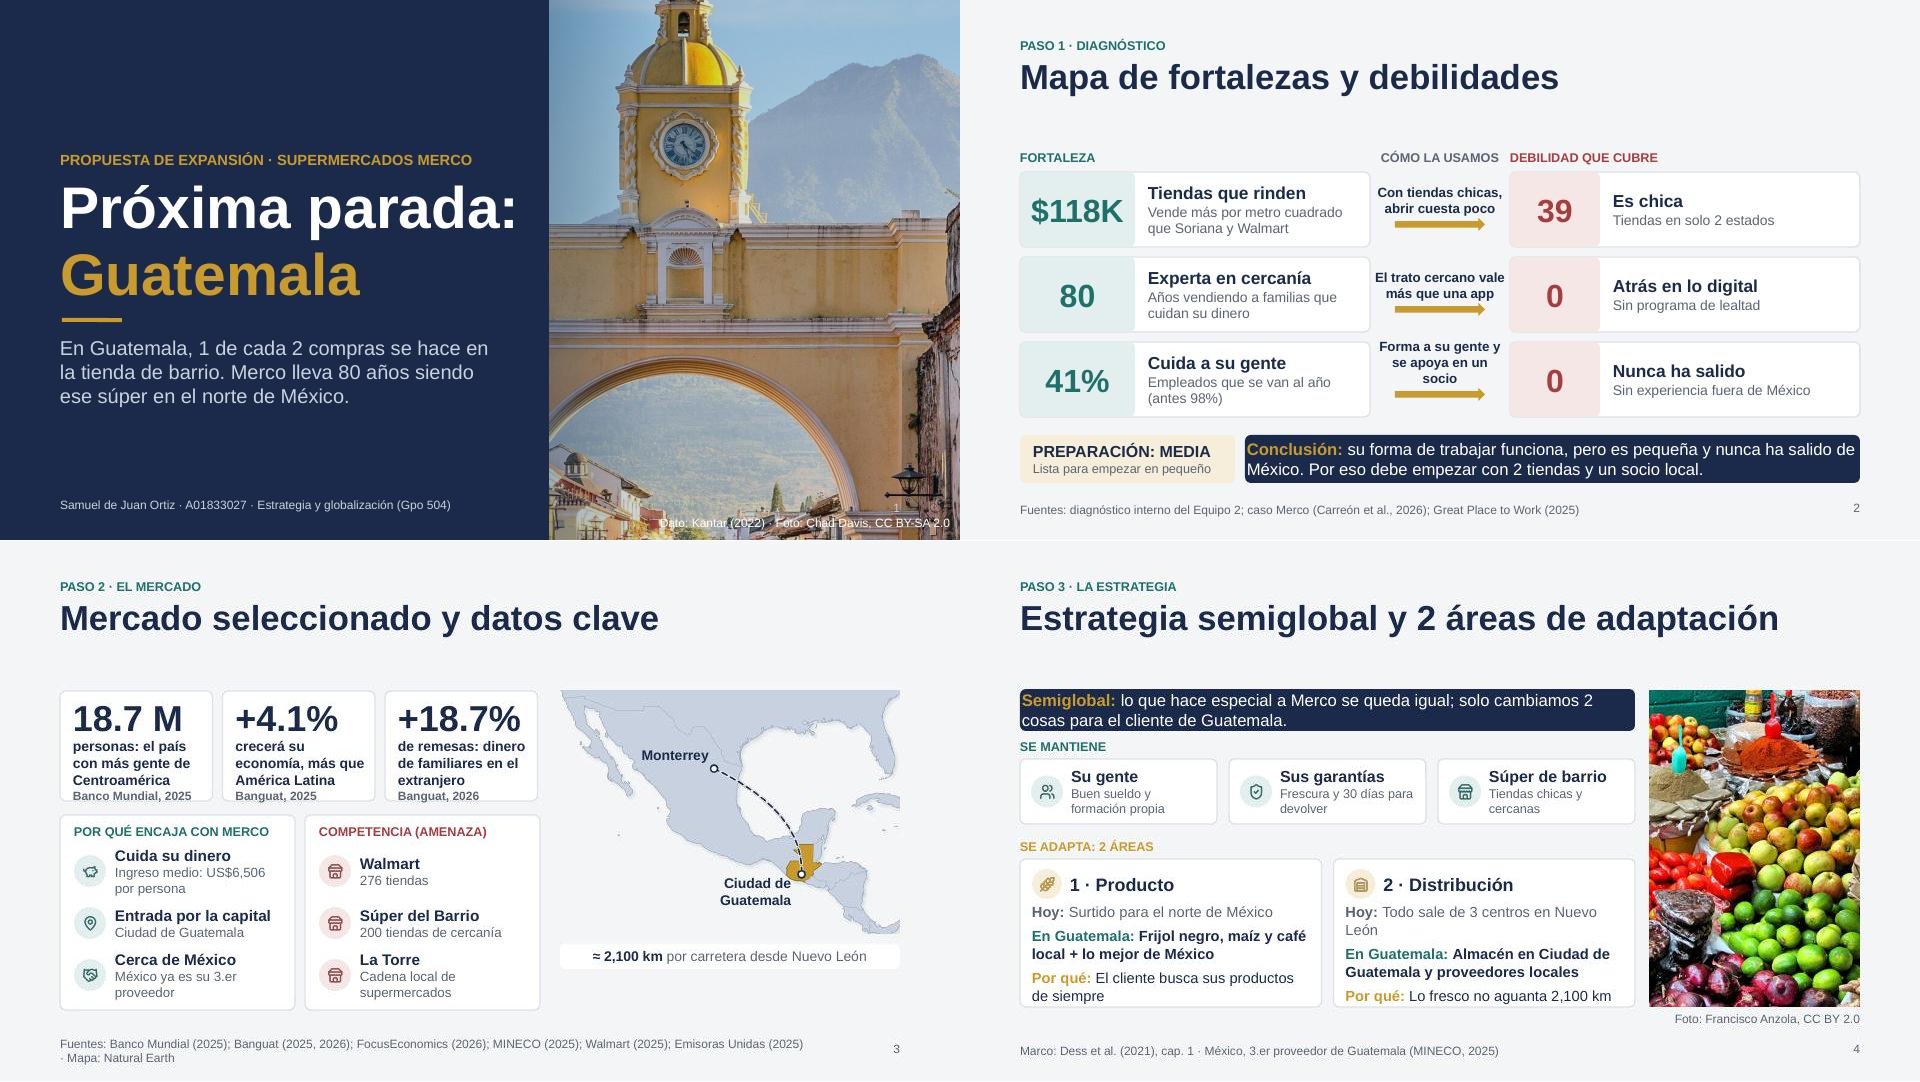 PROPUESTA DE EXPANSIÓN · SUPERMERCADOS MERCO
Próxima parada:
Guatemala
En Guatemala, 1 de cada 2 compras se hace en
la tienda de barrio. Merco lleva 80 años siendo
ese súper en el norte de México.
Samuel de Juan Ortiz · A01833027 · Estrategia y globalización (Gpo 504)
1
Dato: Kantar (2022) · Foto: Chad Davis, CC BY-SA 2.0
PASO 1 · DIAGNÓSTICO
Mapa de fortalezas y debilidades
FORTALEZA
CÓMO LA USAMOS
DEBILIDAD QUE CUBRE
$118K
Tiendas que rinden
Vende más por metro cuadrado
que Soriana y Walmart
Con tiendas chicas,
abrir cuesta poco
39
Es chica
Tiendas en solo 2 estados
80
Experta en cercanía
Años vendiendo a familias que
cuidan su dinero
El trato cercano vale
más que una app
0
Atrás en lo digital
Sin programa de lealtad
41%
Cuida a su gente
Empleados que se van al año
(antes 98%)
Forma a su gente y
se apoya en un
socio
0
Nunca ha salido
Sin experiencia fuera de México
PREPARACIÓN: MEDIA
Lista para empezar en pequeño
Conclusión: su forma de trabajar funciona, pero es pequeña y nunca ha salido de
México. Por eso debe empezar con 2 tiendas y un socio local.
Fuentes: diagnóstico interno del Equipo 2; caso Merco (Carreón et al., 2026); Great Place to Work (2025)
2
PASO 2 · EL MERCADO
Mercado seleccionado y datos clave
18.7 M
personas: el país
con más gente de
Centroamérica
Banco Mundial, 2025
+4.1%
crecerá su
economía, más que
América Latina
Banguat, 2025
+18.7%
de remesas: dinero
de familiares en el
extranjero
Banguat, 2026
POR QUÉ ENCAJA CON MERCO
Cuida su dinero
Ingreso medio: US$6,506
por persona
Entrada por la capital
Ciudad de Guatemala
Cerca de México
México ya es su 3.er
proveedor
COMPETENCIA (AMENAZA)
Walmart
276 tiendas
Súper del Barrio
200 tiendas de cercanía
La Torre
Cadena local de
supermercados
Monterrey
Ciudad de
Guatemala
≈ 2,100 km por carretera desde Nuevo León
Fuentes: Banco Mundial (2025); Banguat (2025, 2026); FocusEconomics (2026); MINECO (2025); Walmart (2025); Emisoras Unidas (2025)
· Mapa: Natural Earth
3
PASO 3 · LA ESTRATEGIA
Estrategia semiglobal y 2 áreas de adaptación
Semiglobal: lo que hace especial a Merco se queda igual; solo cambiamos 2
cosas para el cliente de Guatemala.
SE MANTIENE
Su gente
Buen sueldo y
formación propia
Sus garantías
Frescura y 30 días para
devolver
Súper de barrio
Tiendas chicas y
cercanas
SE ADAPTA: 2 ÁREAS
1 · Producto
Hoy: Surtido para el norte de México
En Guatemala: Frijol negro, maíz y café
local + lo mejor de México
Por qué: El cliente busca sus productos
de siempre
2 · Distribución
Hoy: Todo sale de 3 centros en Nuevo
León
En Guatemala: Almacén en Ciudad de
Guatemala y proveedores locales
Por qué: Lo fresco no aguanta 2,100 km
Foto: Francisco Anzola, CC BY 2.0
Marco: Dess et al. (2021), cap. 1 · México, 3.er proveedor de Guatemala (MINECO, 2025)
4